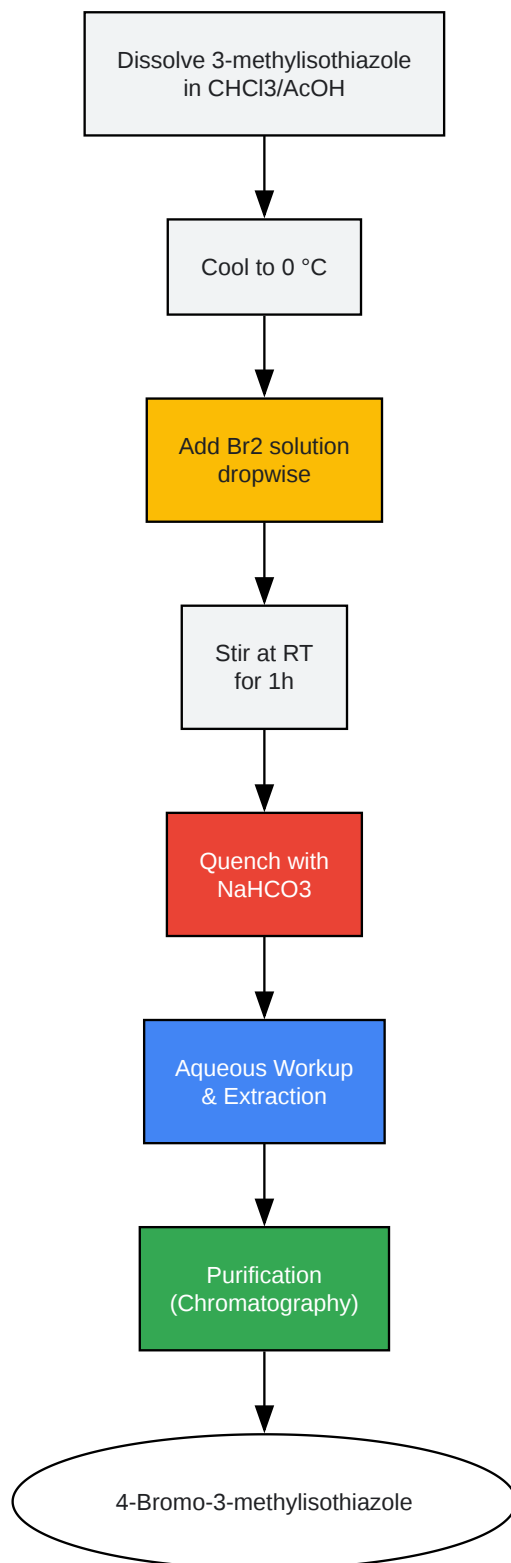 Dissolve 3-methylisothiazole
in CHCl3/AcOH
Cool to 0 °C
Add Br2 solution
dropwise
Stir at RT
for 1h
Quench with
NaHCO3
Aqueous Workup
& Extraction
Purification
(Chromatography)
4-Bromo-3-methylisothiazole